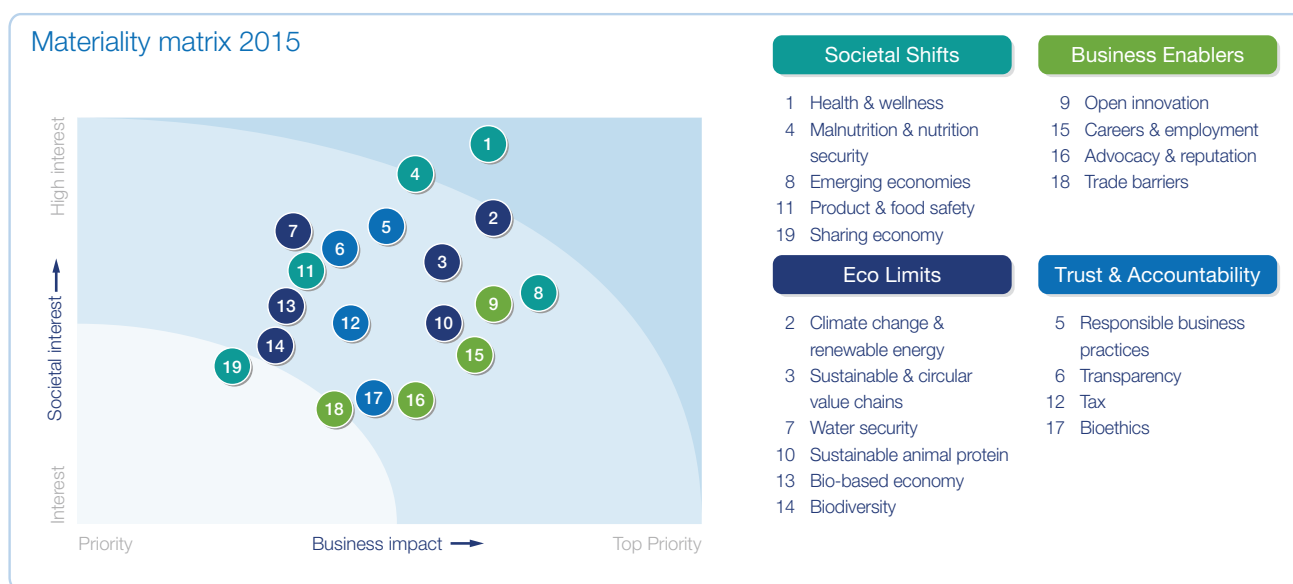 Materiality matrix 2015
High interest
Societal interest
Interest
1
4
2
5
7
6
3
11
8
13
9
12
10
14
15
19
17
16
18
Priority
Business impact
Top Priority
Societal Shifts
1 Health & wellness
4 Malnutrition & nutrition
security
8 Emerging economies
11 Product & food safety
19 Sharing economy
Business Enablers
9 Open innovation
15 Careers & employment
16 Advocacy & reputation
18 Trade barriers
Eco Limits
2 Climate change &
renewable energy
3 Sustainable & circular
value chains
7 Water security
10 Sustainable animal protein
13 Bio-based economy
14 Biodiversity
Trust & Accountability
5 Responsible business
practices
6 Transparency
12 Tax
17 Bioethics